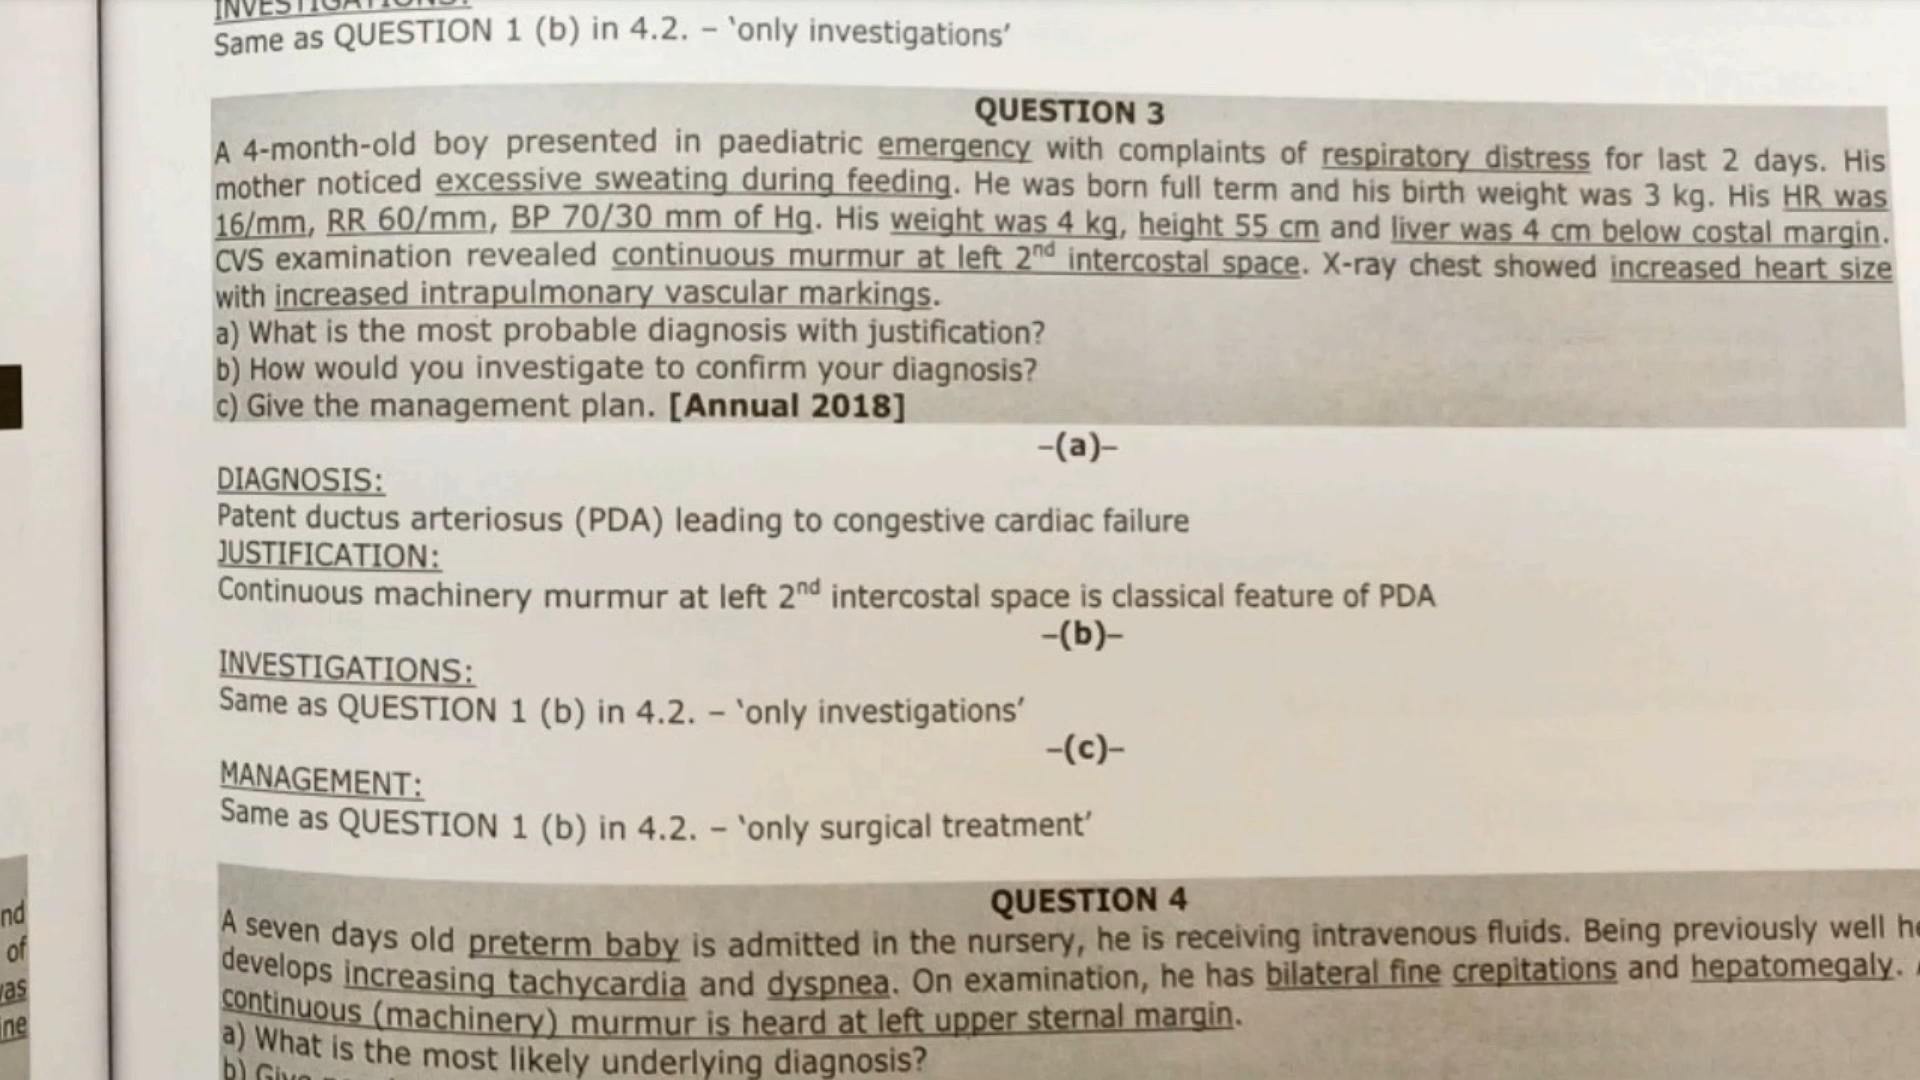 INVESTIGATIONS:
Same as QUESTION 1 (b) in 4.2. – ‘only investigations’
QUESTION 3
A 4-month-old boy presented in paediatric emergency with complaints of respiratory distress for last 2 days. His
mother noticed excessive sweating during feeding. He was born full term and his birth weight was 3 kg. His HR was
16/mm, RR 60/mm, BP 70/30 mm of Hg. His weight was 4 kg, height 55 cm and liver was 4 cm below costal margin.
CVS examination revealed continuous murmur at left 2nd intercostal space. X-ray chest showed increased heart size
with increased intrapulmonary vascular markings.
a) What is the most probable diagnosis with justification?
b) How would you investigate to confirm your diagnosis?
c) Give the management plan. [Annual 2018]
–(a)–
DIAGNOSIS:
Patent ductus arteriosus (PDA) leading to congestive cardiac failure
JUSTIFICATION:
Continuous machinery murmur at left 2nd intercostal space is classical feature of PDA
–(b)–
INVESTIGATIONS:
Same as QUESTION 1 (b) in 4.2. – ‘only investigations’
–(c)–
MANAGEMENT:
Same as QUESTION 1 (b) in 4.2. – ‘only surgical treatment’
QUESTION 4
A seven days old preterm baby is admitted in the nursery, he is receiving intravenous fluids. Being previously well he
develops increasing tachycardia and dyspnea. On examination, he has bilateral fine crepitations and hepatomegaly.
continuous (machinery) murmur is heard at left upper sternal margin.
a) What is the most likely underlying diagnosis?
b)
nd
of
ine